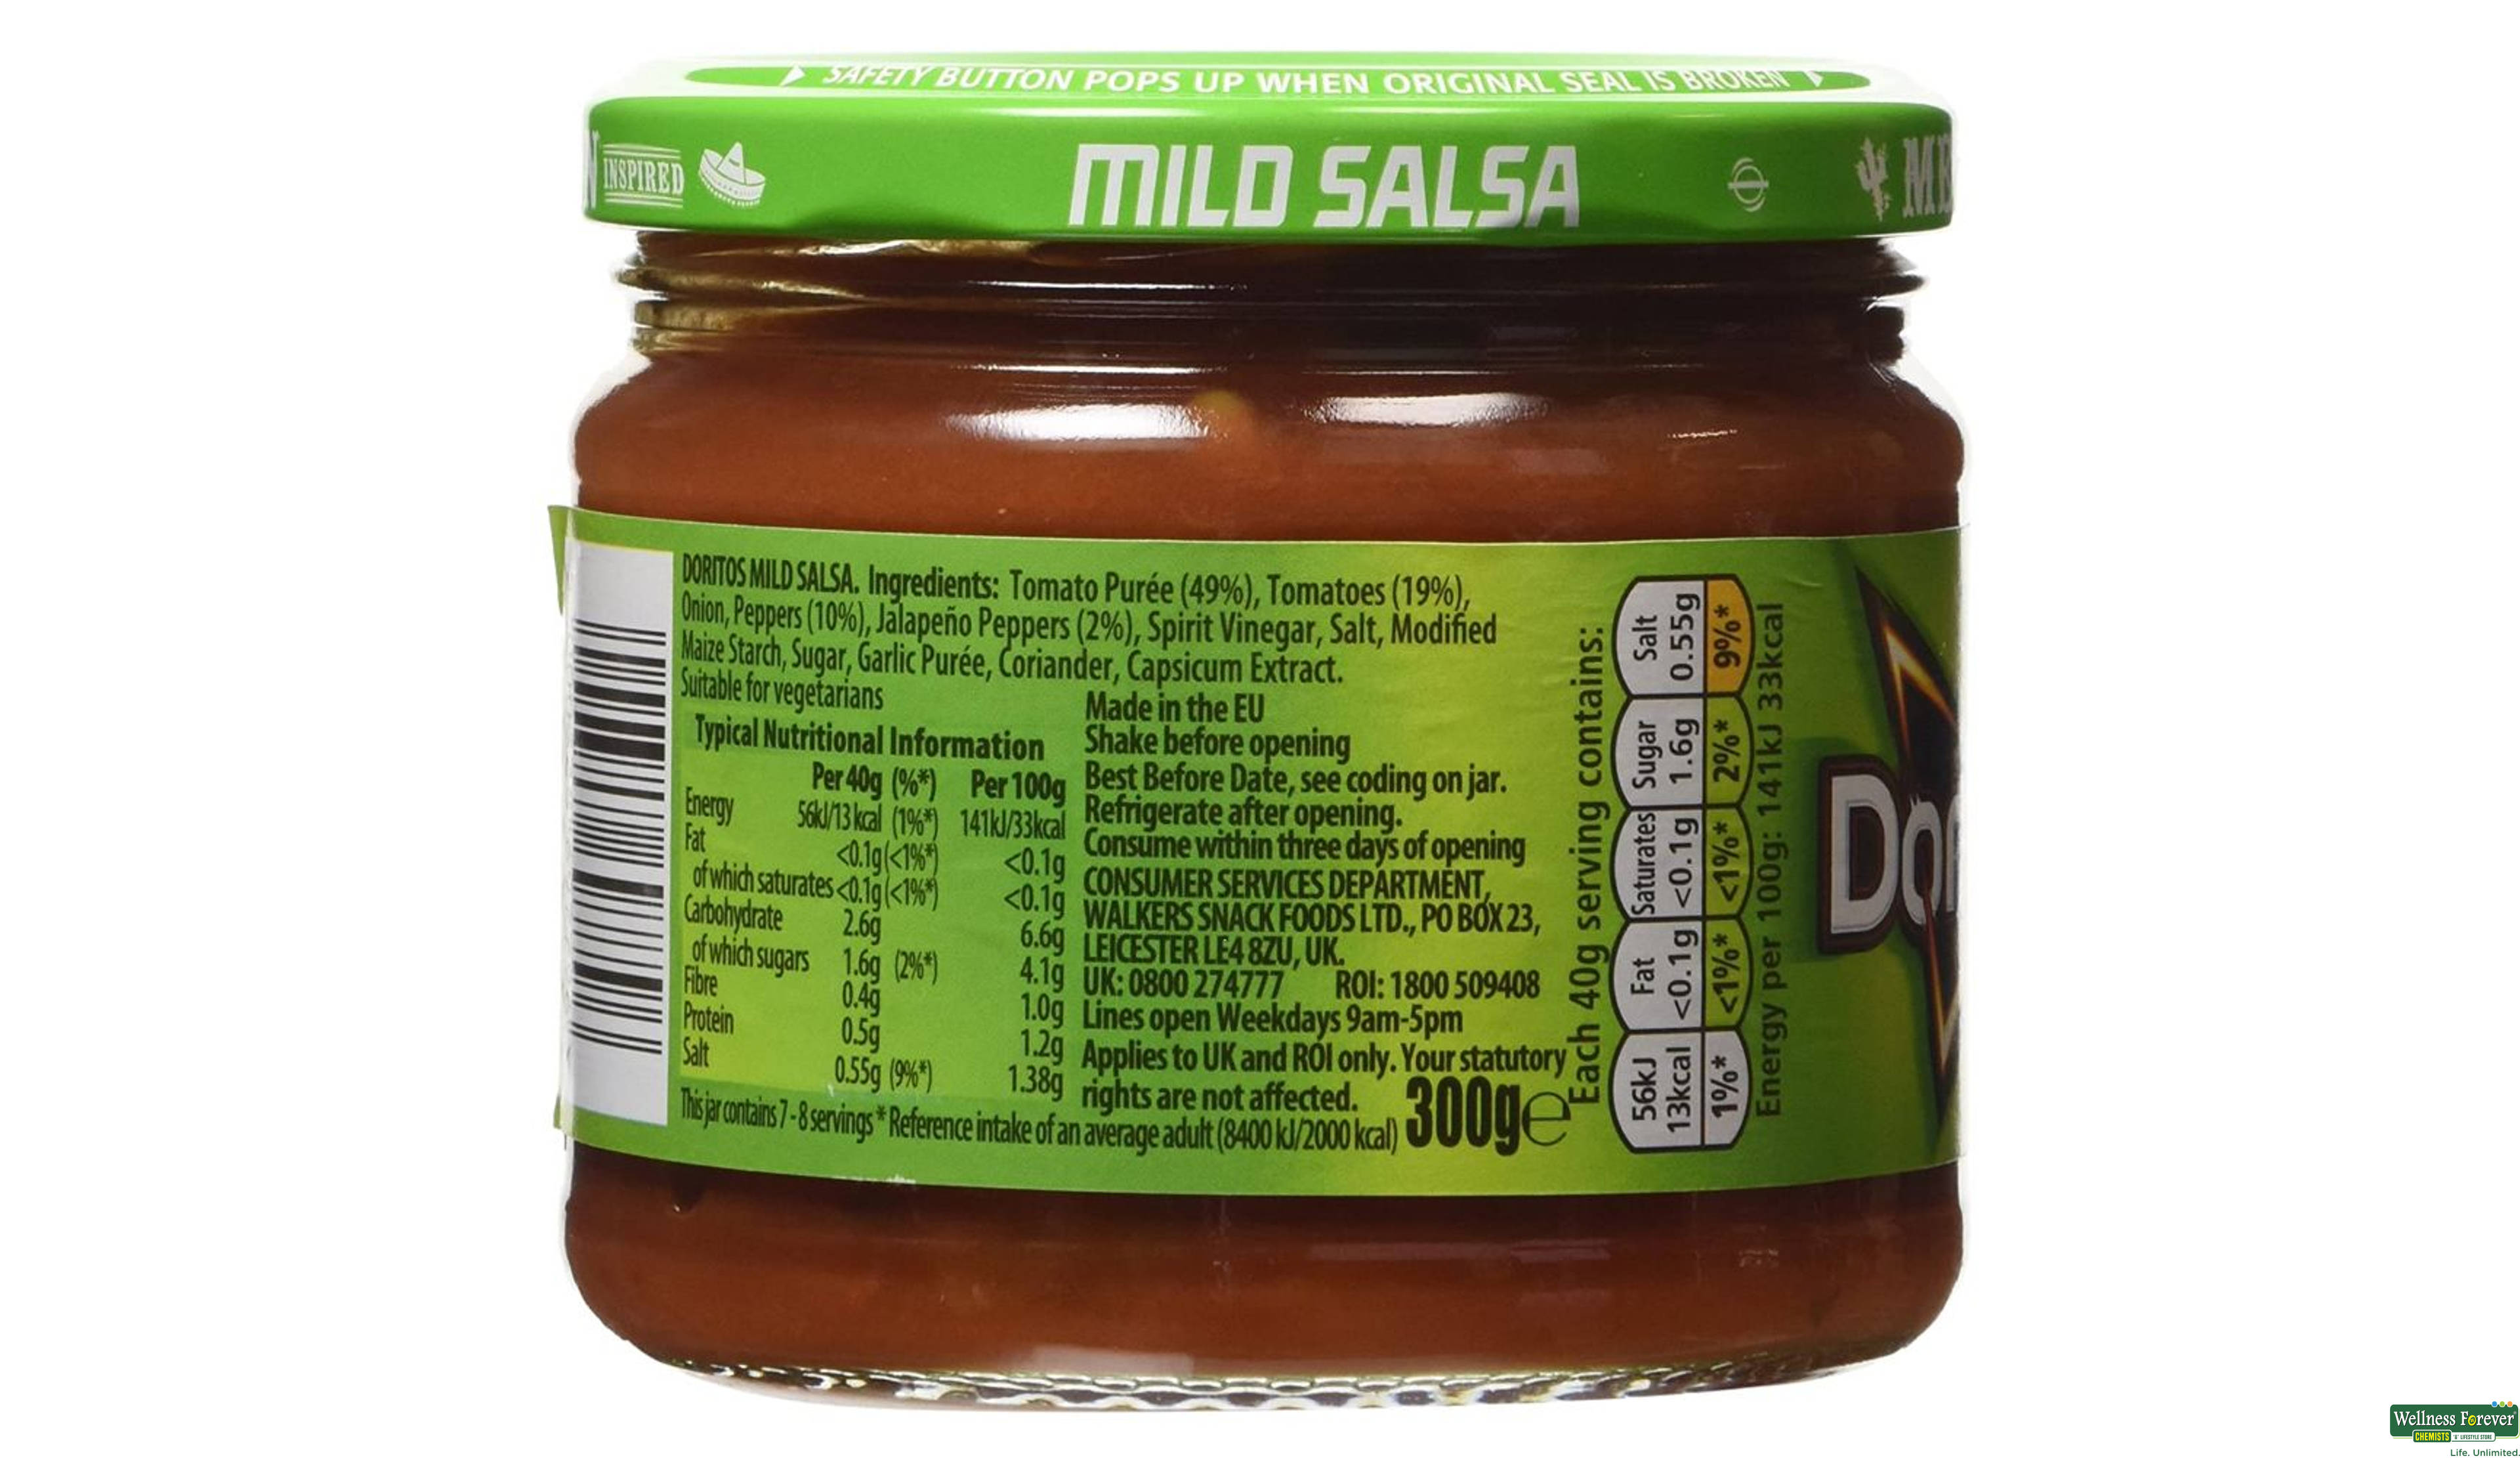 SAFETY BUTTON POPS UP WHEN ORIGINAL SEAL IS BROKEN
INSPIRED
MILD SALSA
DORITOS MILD SALSA. Ingredients: Tomato Purée (49%), Tomatoes (19%),
Onion, Peppers (10%), Jalapeño Peppers (2%), Spirit Vinegar, Salt, Modified
Maize Starch, Sugar, Garlic Purée, Coriander, Capsicum Extract.
Suitable for vegetarians
Typical Nutritional Information
Per 40g (%*) Per 100g
Energy 56kJ/13 kcal (1%*) 141kJ/33kcal
Fat <0.1g (<1%*) <0.1g
of which saturates <0.1g (<1%*) <0.1g
Carbohydrate 2.6g 6.6g
of which sugars 1.6g (2%*) 4.1g
Fibre 0.4g 1.0g
Protein 0.5g 1.2g
Salt 0.55g (9%*) 1.38g
This jar contains 7 - 8 servings * Reference intake of an average adult (8400 kJ/2000 kcal)
Made in the EU
Shake before opening
Best Before Date, see coding on jar.
Refrigerate after opening.
Consume within three days of opening
CONSUMER SERVICES DEPARTMENT,
WALKERS SNACK FOODS LTD., PO BOX 23,
LEICESTER LE4 8ZU, UK.
UK: 0800 274777 ROI: 1800 509408
Lines open Weekdays 9am-5pm
Applies to UK and ROI only. Your statutory
rights are not affected.
300g e
Each 40g serving contains:
56kJ
13kcal
1%*
Fat
<0.1g
<1%*
Saturates
<0.1g
<1%*
Sugar
1.6g
2%*
Salt
0.55g
9%*
Energy per 100g: 141kJ 33kcal
Wellness Forever
CHEMISTS & LIFESTYLE STORE
Life. Unlimited.